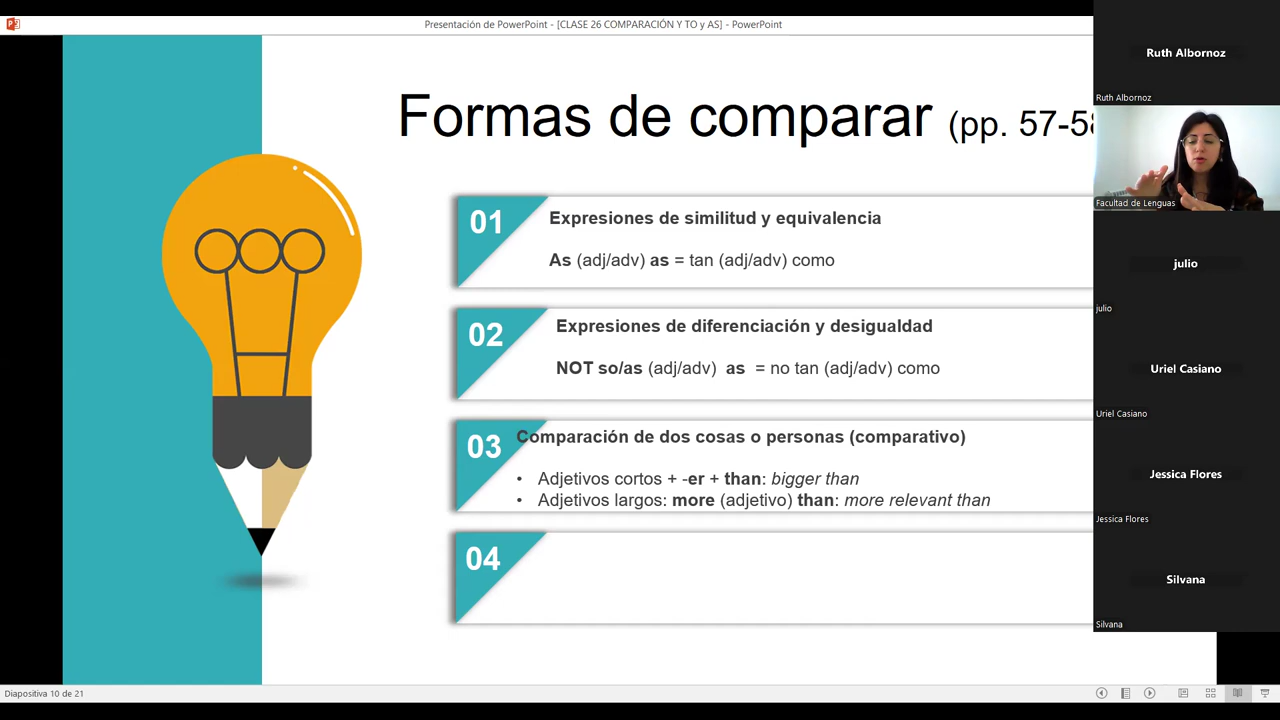 Presentación de PowerPoint - [CLASE 26 COMPARACIÓN Y TO y AS] - PowerPoint
Formas de comparar (pp. 57-58
01
Expresiones de similitud y equivalencia
As (adj/adv) as = tan (adj/adv) como
02
Expresiones de diferenciación y desigualdad
NOT so/as (adj/adv) as = no tan (adj/adv) como
03
Comparación de dos cosas o personas (comparativo)
• Adjetivos cortos + -er + than: bigger than
• Adjetivos largos: more (adjetivo) than: more relevant than
04
Ruth Albornoz
Ruth Albornoz
Facultad de Lenguas
julio
julio
Uriel Casiano
Uriel Casiano
Jessica Flores
Jessica Flores
Silvana
Silvana
Diapositiva 10 de 21